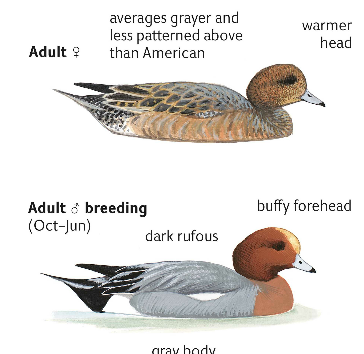 averages grayer and
less patterned above
than American
warmer
head
Adult ♀
Adult ♂ breeding
(Oct–Jun)
buffy forehead
dark rufous
gray body